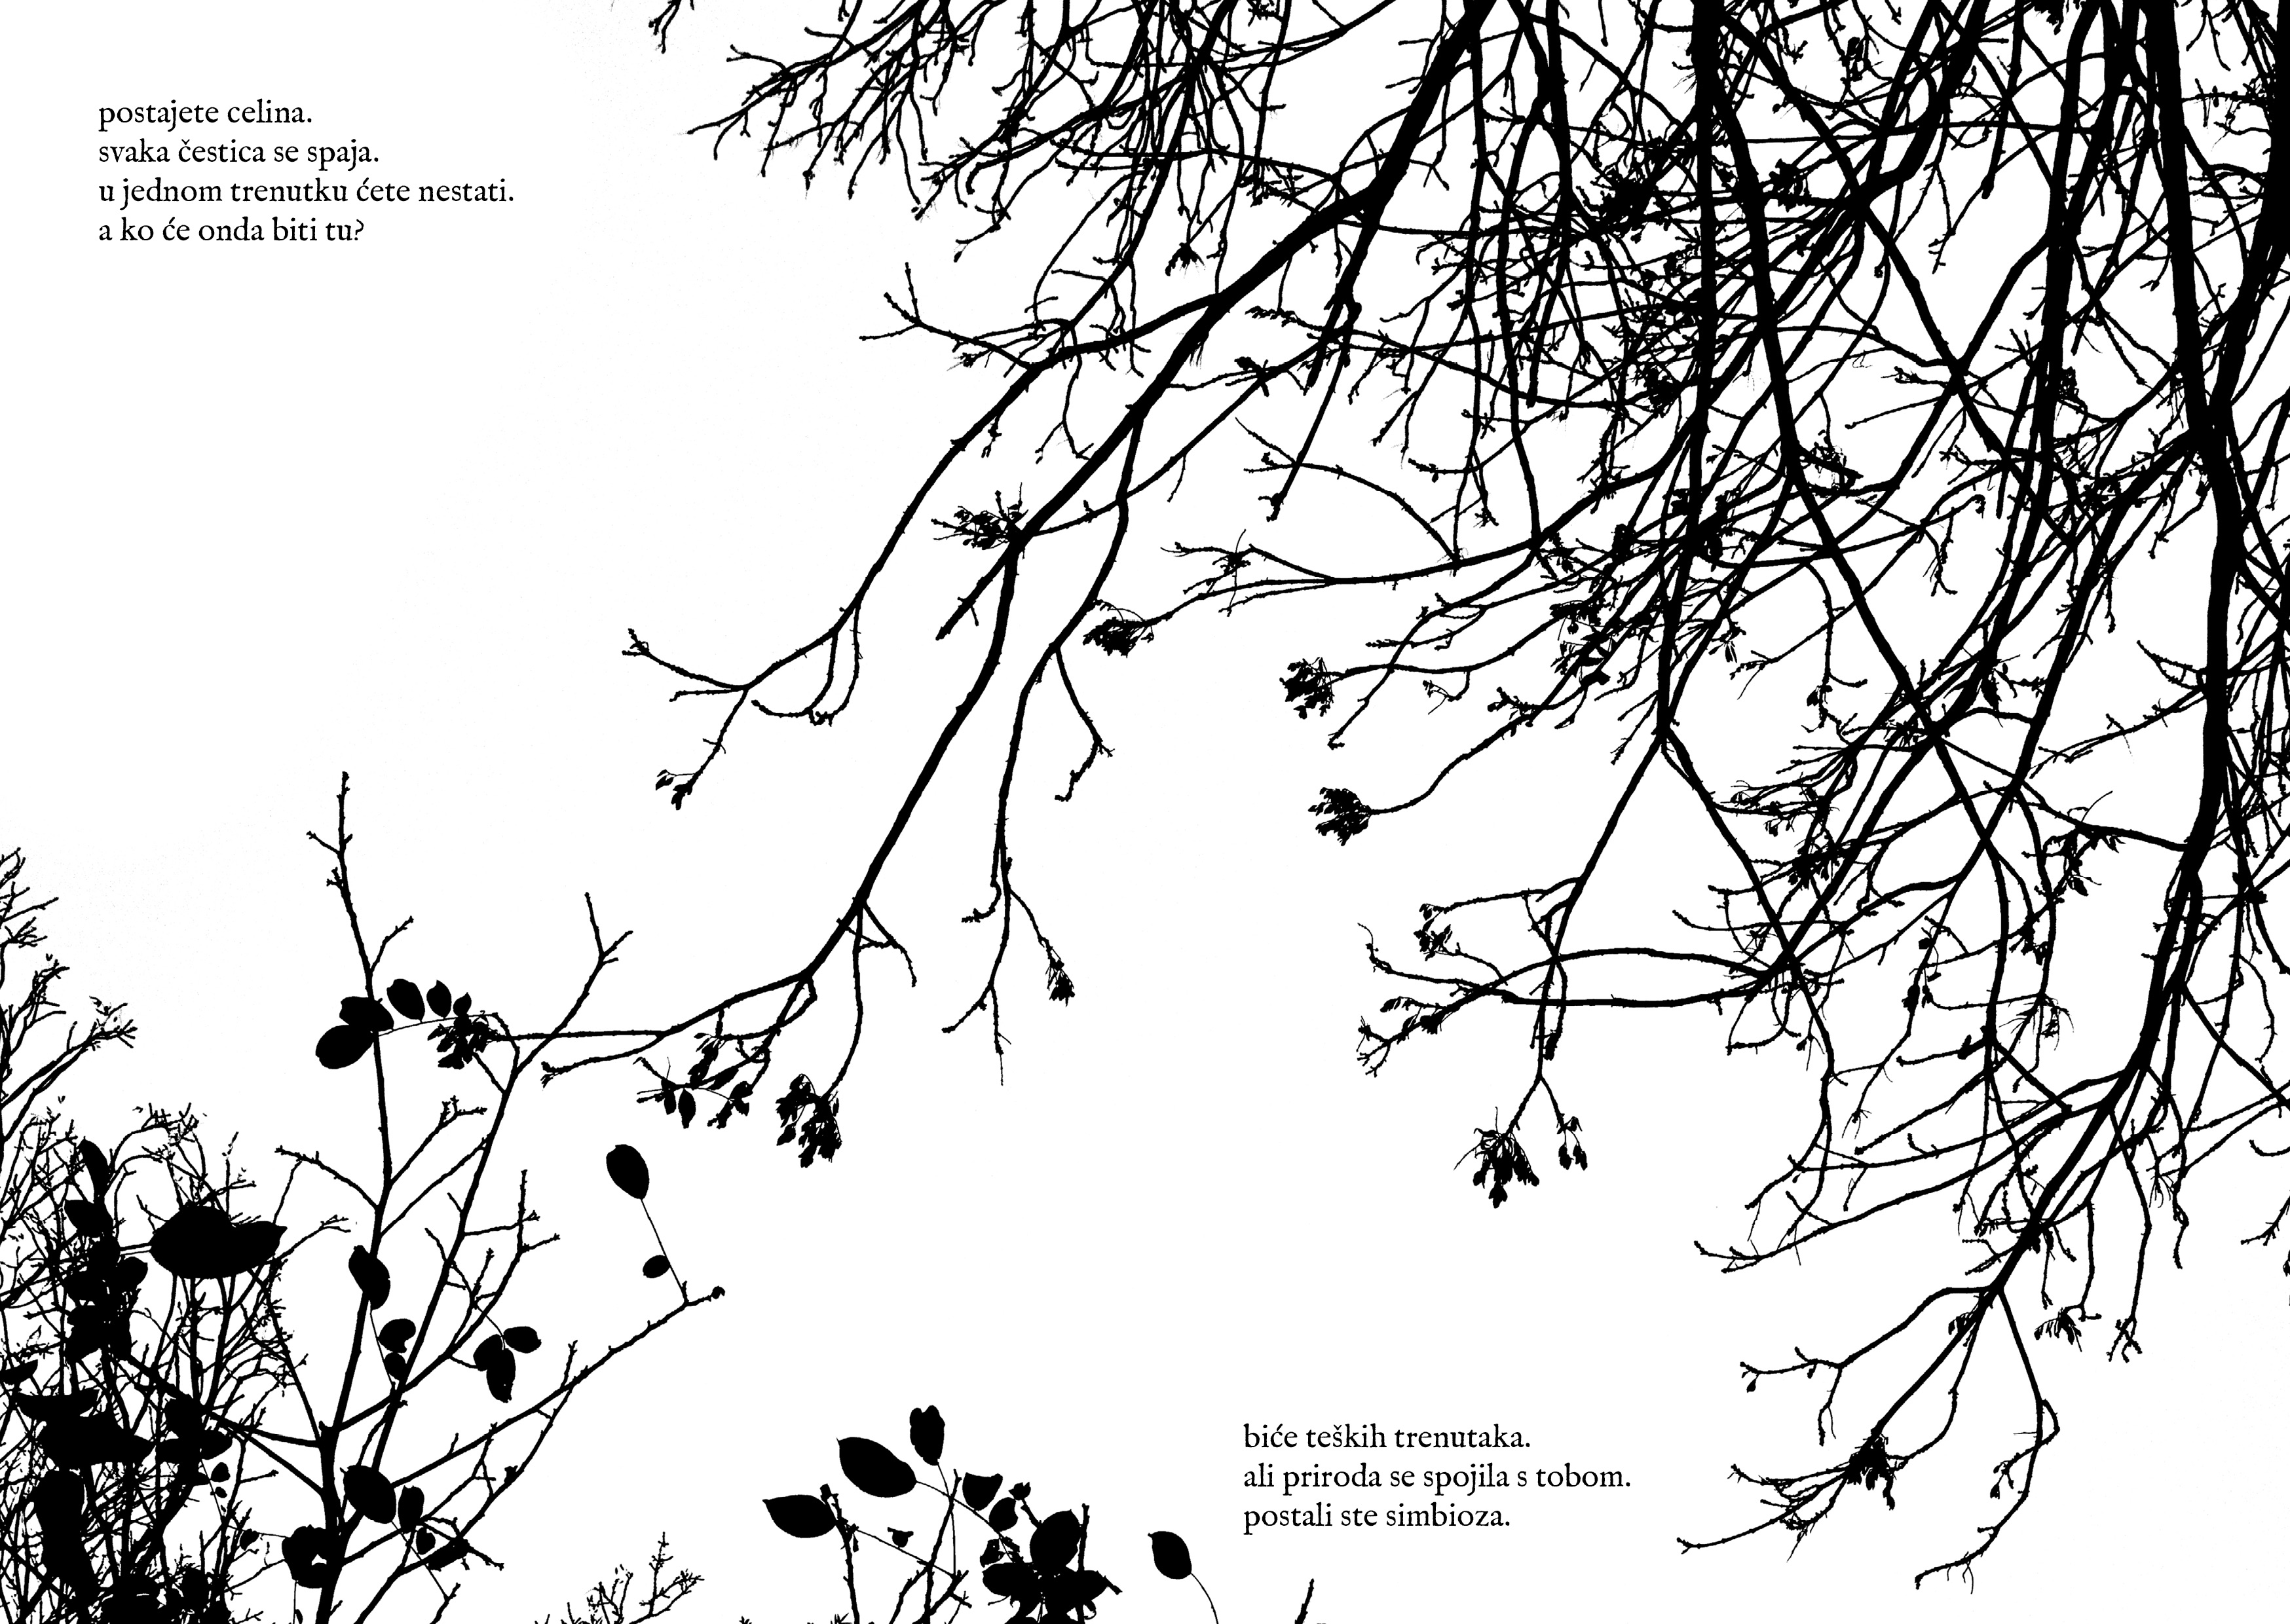 postajete celina.
svaka čestica se spaja.
u jednom trenutku ćete nestati.
a ko će onda biti tu?
biće teških trenutaka.
ali priroda se spojila s tobom.
postali ste simbioza.